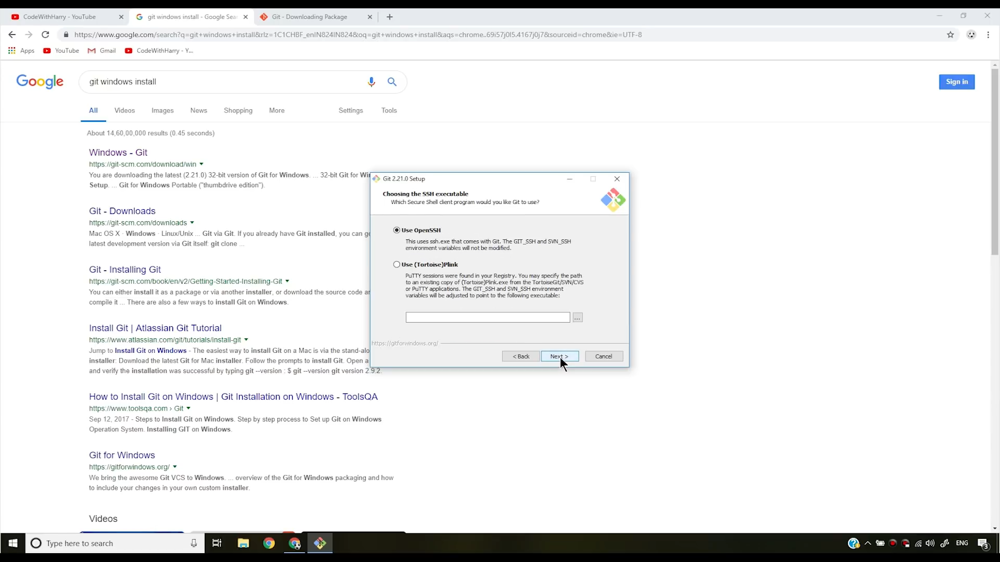 CodeWithHarry - YouTube
git windows install - Google Sear
Git - Downloading Package
https://www.google.com/search?q=git+windows+install&rlz=1C1CHBF_enIN824IN824&oq=git+windows+install&aqs=chrome..69i57j0l5.4167j0j7&sourceid=chrome&ie=UTF-8
Apps
YouTube
Gmail
CodeWithHarry - Y...
Google
git windows install
Sign in
All
Videos
Images
News
Shopping
More
Settings
Tools
About 14,60,00,000 results (0.45 seconds)
Windows - Git
https://git-scm.com/download/win
You are downloading the latest (2.21.0) 32-bit version of Git for Windows. ... 32-bit Git for Win
Setup. ... Git for Windows Portable ("thumbdrive edition").
Git - Downloads
https://git-scm.com/downloads
Mac OS X · Windows · Linux/Unix ... Git via Git. If you already have Git installed, you can ge
latest development version via Git itself: git clone ...
Git - Installing Git
https://git-scm.com/book/en/v2/Getting-Started-Installing-Git
You can either install it as a package or via another installer, or download the source code an
compile it ... There are also a few ways to install Git on Windows.
Install Git | Atlassian Git Tutorial
https://www.atlassian.com/git/tutorials/install-git
Jump to Install Git on Windows - The easiest way to install Git on a Mac is via the stand-alo
installer: Download the latest Git for Mac installer. Follow the prompts to install Git. Open a
and verify the installation was successful by typing git --version : $ git --version git version 2.9.2.
How to Install Git on Windows | Git Installation on Windows - ToolsQA
https://www.toolsqa.com › Git
Sep 12, 2017 - Steps to Install Git on Windows. Step by step process to Set up Git on Windows
Operation System. Installing GIT on Windows.
Git for Windows
https://gitforwindows.org/
We bring the awesome Git VCS to Windows. ... overview of the Git for Windows packaging and how
to include your changes in your own custom installer.
Videos
Git 2.21.0 Setup
Choosing the SSH executable
Which Secure Shell client program would you like Git to use?
Use OpenSSH
This uses ssh.exe that comes with Git. The GIT_SSH and SVN_SSH
environment variables will not be modified.
Use (Tortoise)Plink
PuTTY sessions were found in your Registry. You may specify the path
to an existing copy of (Tortoise)Plink.exe from the TortoiseGit/SVN/CVS
or PuTTY applications. The GIT_SSH and SVN_SSH environment
variables will be adjusted to point to the following executable:
...
https://gitforwindows.org/
< Back
Next >
Cancel
Type here to search
ENG
3